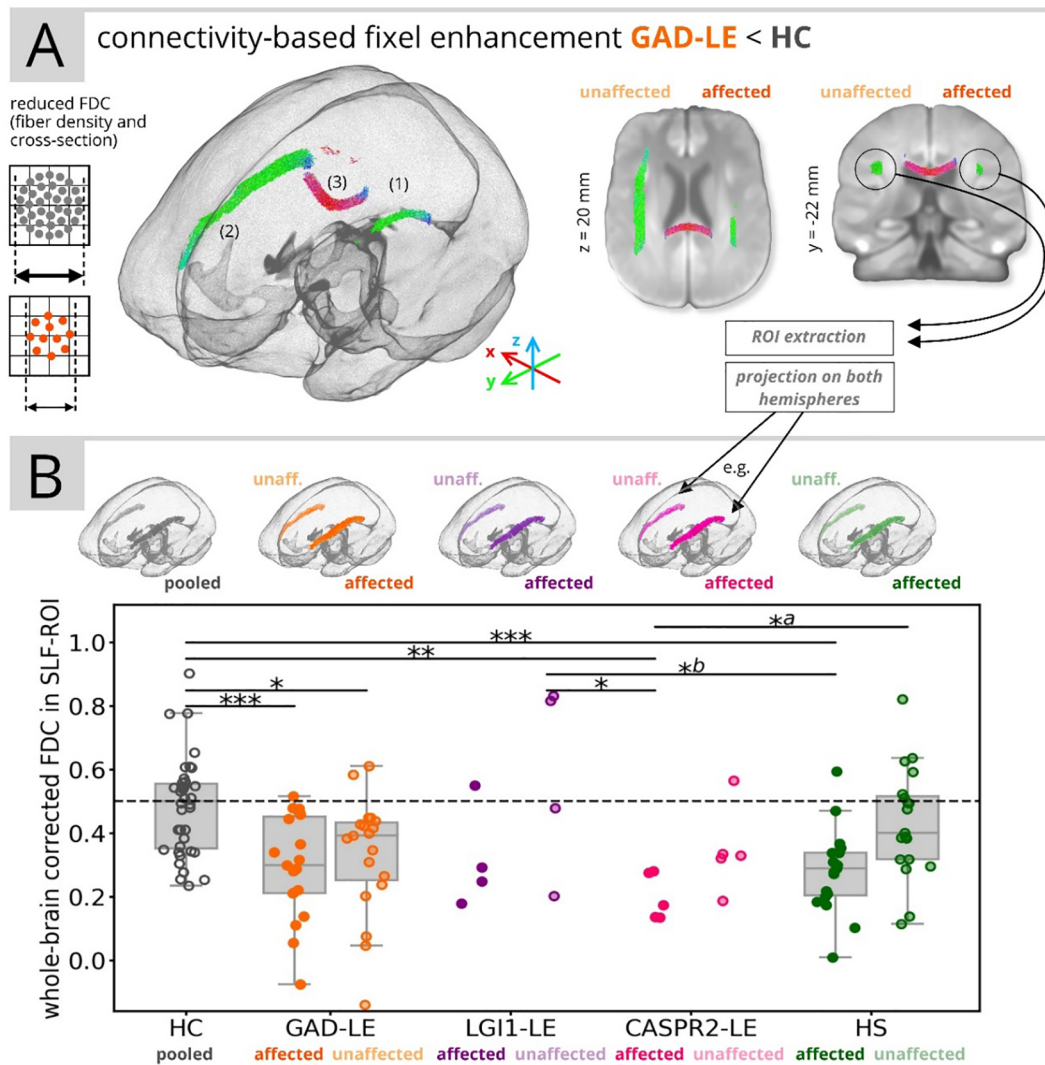 A connectivity-based fixel enhancement GAD-LE < HC
reduced FDC
(fiber density and
cross-section)
(1)
(2)
(3)
x
y
z
unaffected affected
z = 20 mm
unaffected affected
y = -22 mm
ROI extraction
projection on both
hemispheres
B
e.g.
pooled
unaff.
affected
unaff.
affected
unaff.
affected
unaff.
affected
whole-brain corrected FDC in SLF-ROI
1.0
0.8
0.6
0.4
0.2
0.0
*a
***
**
*b
*
*
***
HC GAD-LE LGI1-LE CASPR2-LE HS
pooled affected unaffected affected unaffected affected unaffected affected unaffected